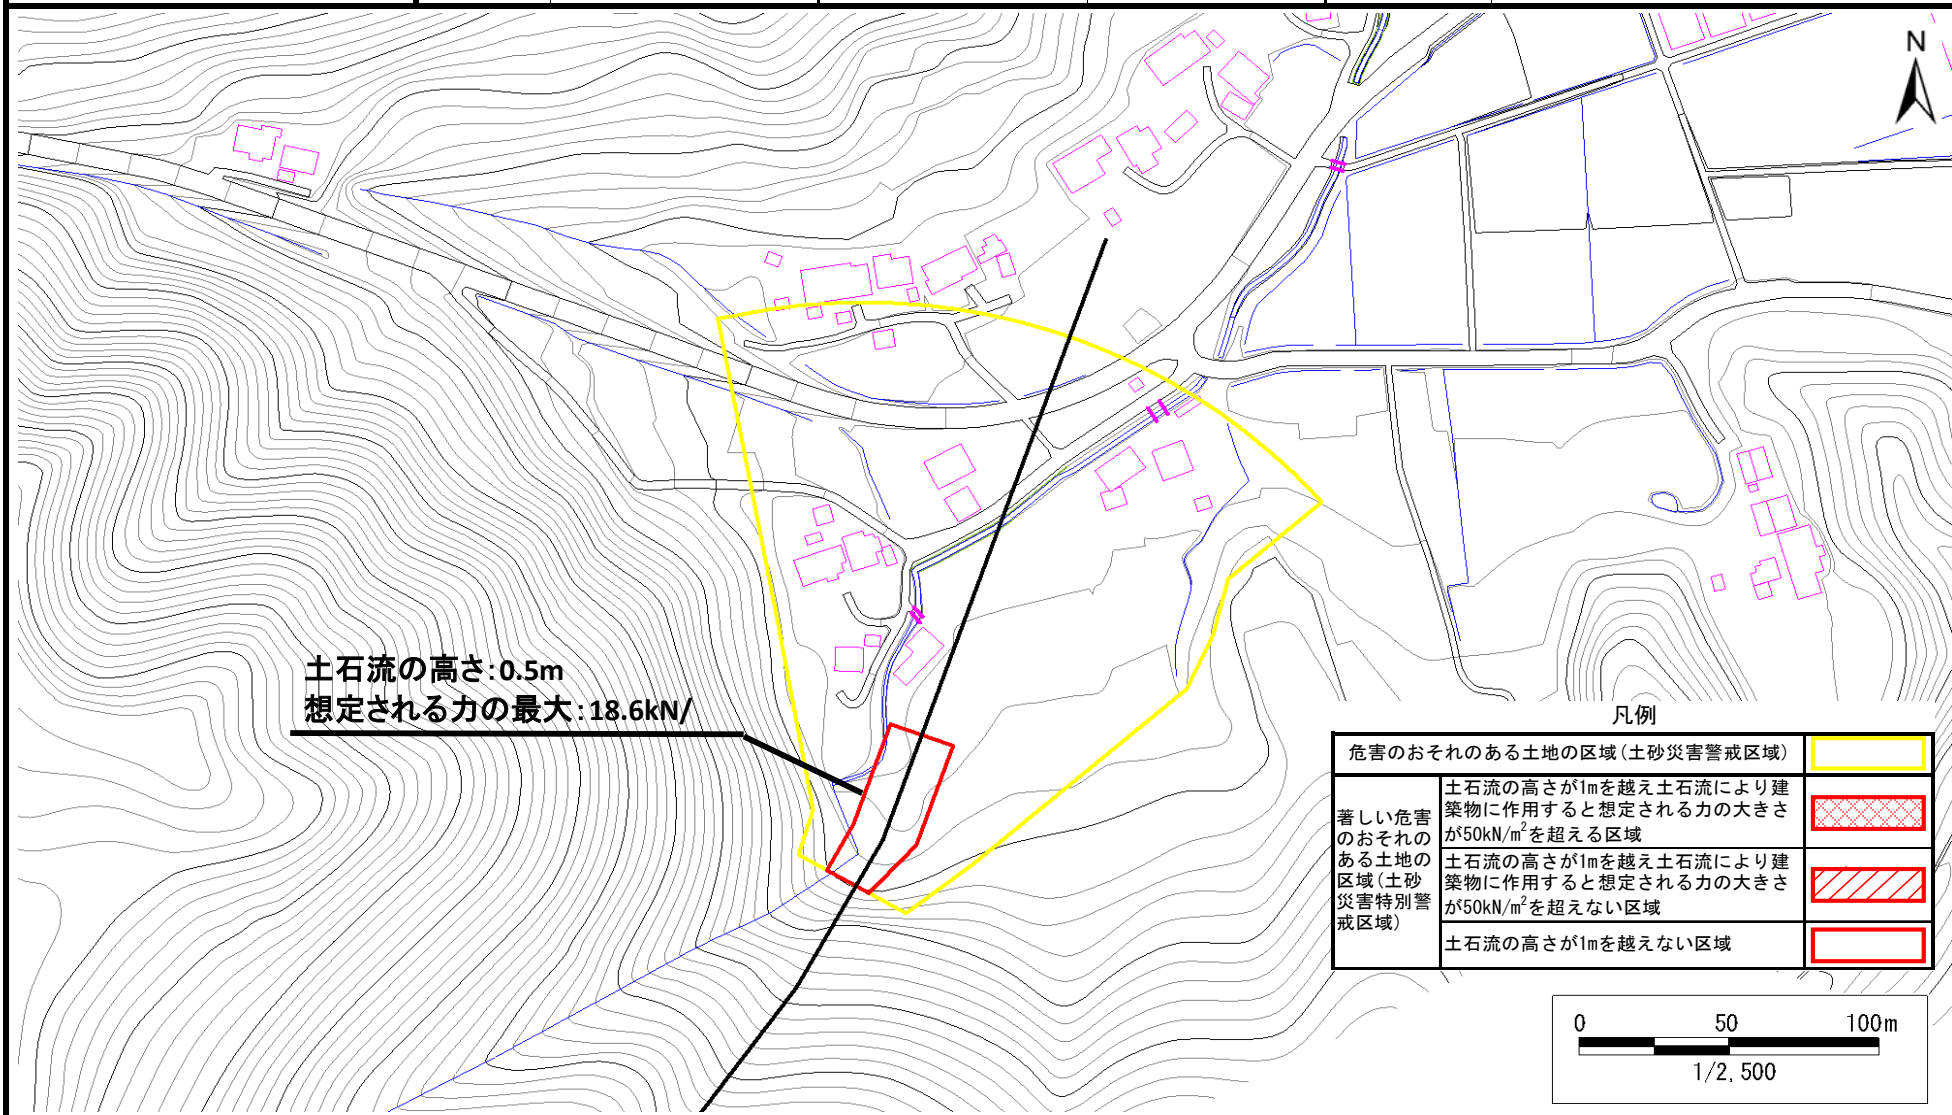 N
土石流の高さ:0.5m
想定される力の最大:18.6kN/
凡例
危害のおそれのある土地の区域(土砂災害警戒区域)
著しい危害
のおそれの
ある土地の
区域(土砂
災害特別警
戒区域)
土石流の高さが1mを越え土石流により建
築物に作用すると想定される力の大きさ
が50kN/m²を超える区域
土石流の高さが1mを越え土石流により建
築物に作用すると想定される力の大きさ
が50kN/m²を超えない区域
土石流の高さが1mを越えない区域
0 50 100m
1/2,500